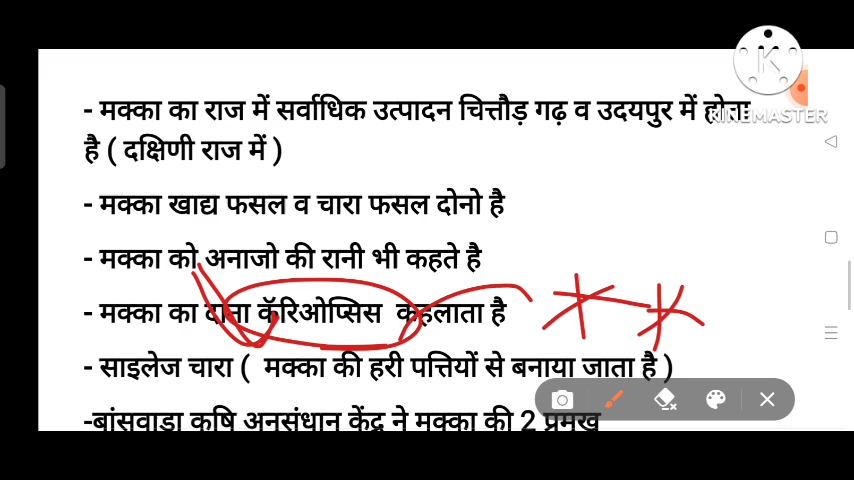 - मक्का का राज में सर्वाधिक उत्पादन चित्तौड़ गढ़ व उदयपुर में होता
है ( दक्षिणी राज में )
- मक्का खाद्य फसल व चारा फसल दोनो है
- मक्का को अनाजो की रानी भी कहते है
- मक्का का दाना कॅरिओप्सिस कहलाता है
- साइलेज चारा ( मक्का की हरी पत्तियों से बनाया जाता है )
-बांसवाडा कृषि अनुसंधान केंद्र ने मक्का की 2 प्रमुख
KINEMASTER